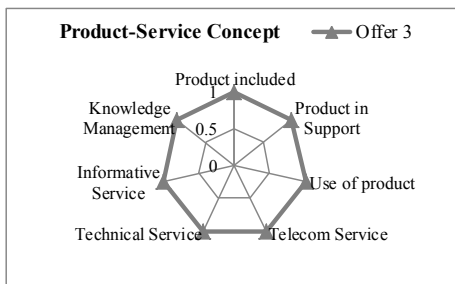 Product-Service Concept
Offer 3
Product included
1
Knowledge
Management
Product in
Support
0.5
0
Informative
Service
Use of product
Technical Service
Telecom Service